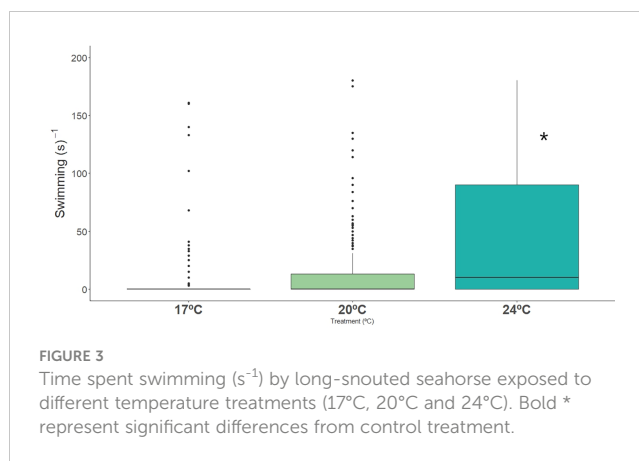 200
150
100
50
0
Swimming (s)⁻¹
*
17ºC 20ºC 24ºC
Treatment (ºC)
FIGURE 3
Time spent swimming (s⁻¹) by long-snouted seahorse exposed to
different temperature treatments (17°C, 20°C and 24°C). Bold *
represent significant differences from control treatment.